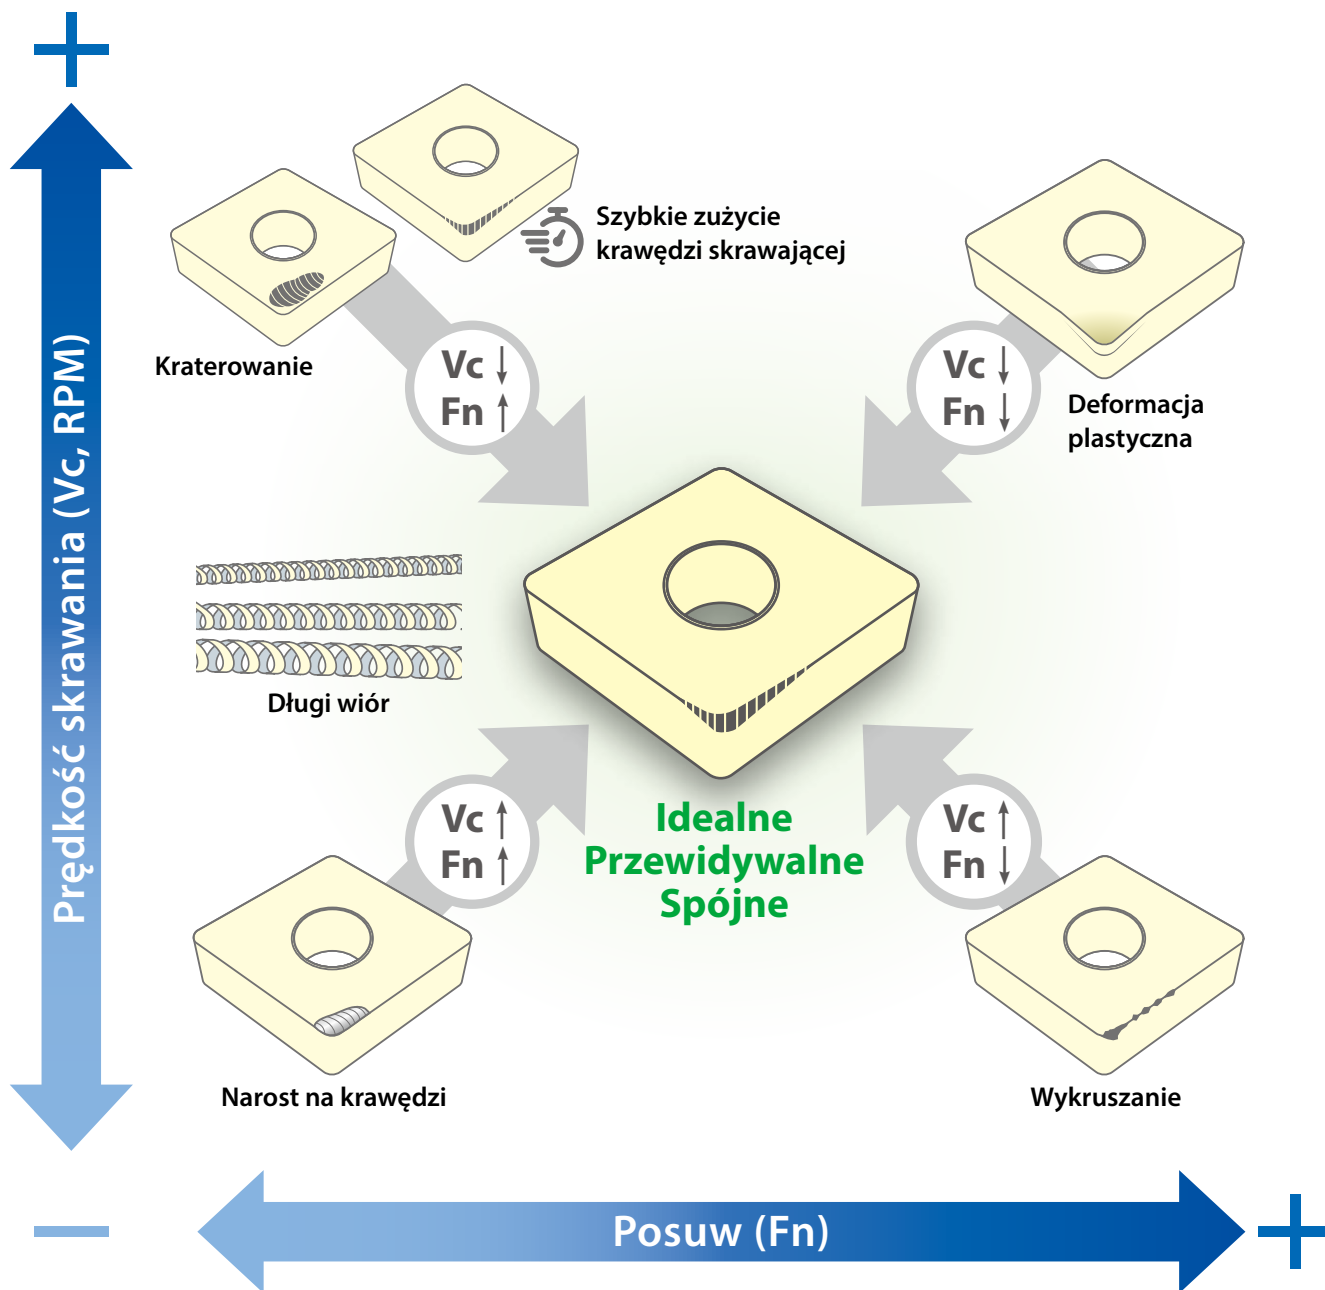 Szybkie zużycie
krawędzi skrawającej
Kraterowanie
Vc ↓
Fn ↑
Vc ↓
Fn ↓
Deformacja
plastyczna
Prędkość skrawania (Vc, RPM)
Długi wiór
Vc ↑
Fn ↑
Idealne
Przewidywalne
Spójne
Vc ↑
Fn ↓
Narost na krawędzi
Wykruszanie
Posuw (Fn)